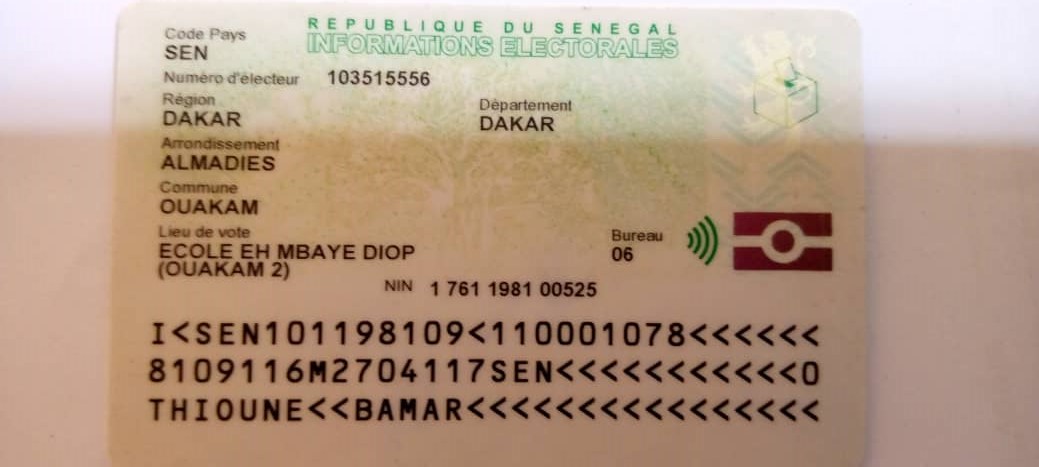 REPUBLIQUE DU SENEGAL
INFORMATIONS ELECTORALES
Code Pays
SEN
Numéro d'électeur 103515556
Région
DAKAR
Département
DAKAR
Arrondissement
ALMADIES
Commune
OUAKAM
Lieu de vote
ECOLE EH MBAYE DIOP
(OUAKAM 2)
Bureau
06
NIN 1 761 1981 00525
I<SEN101198109<110001078<<<<<<
8109116M2704117SEN<<<<<<<<<<<0
THIOUNE<<BAMAR<<<<<<<<<<<<<<<<